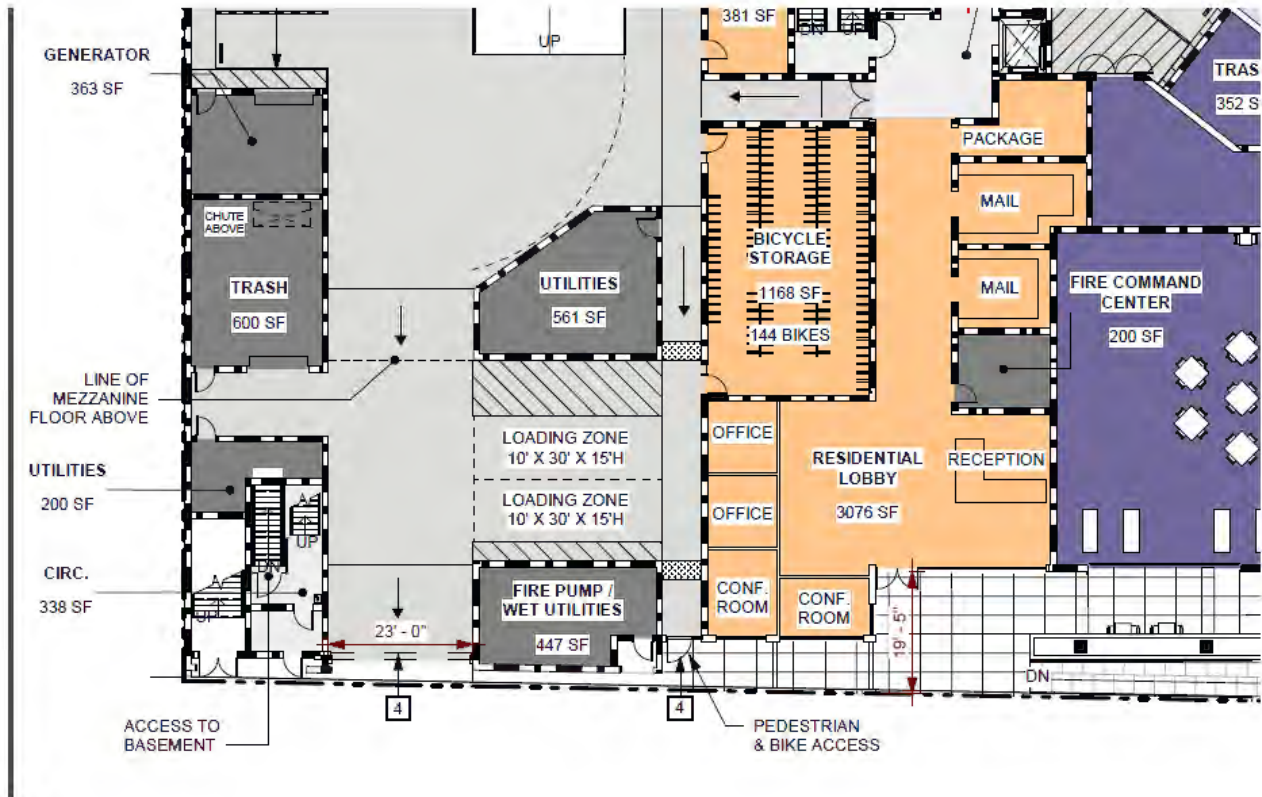 381 SF
DN
UP
UP
GENERATOR
363 SF
TRAS
352 S
PACKAGE
CHUTE
ABOVE
MAIL
BICYCLE
STORAGE
1168 SF
144 BIKES
TRASH
600 SF
UTILITIES
561 SF
MAIL
FIRE COMMAND
CENTER
200 SF
LINE OF
MEZZANINE
FLOOR ABOVE
LOADING ZONE
10' X 30' X 15'H
OFFICE
RESIDENTIAL
LOBBY
3076 SF
RECEPTION
UTILITIES
200 SF
LOADING ZONE
10' X 30' X 15'H
OFFICE
UP
DN
CIRC.
338 SF
UP
FIRE PUMP /
WET UTILITIES
447 SF
CONF.
ROOM
CONF.
ROOM
23' - 0"
19' - 5"
DN
4
4
ACCESS TO
BASEMENT
PEDESTRIAN
& BIKE ACCESS